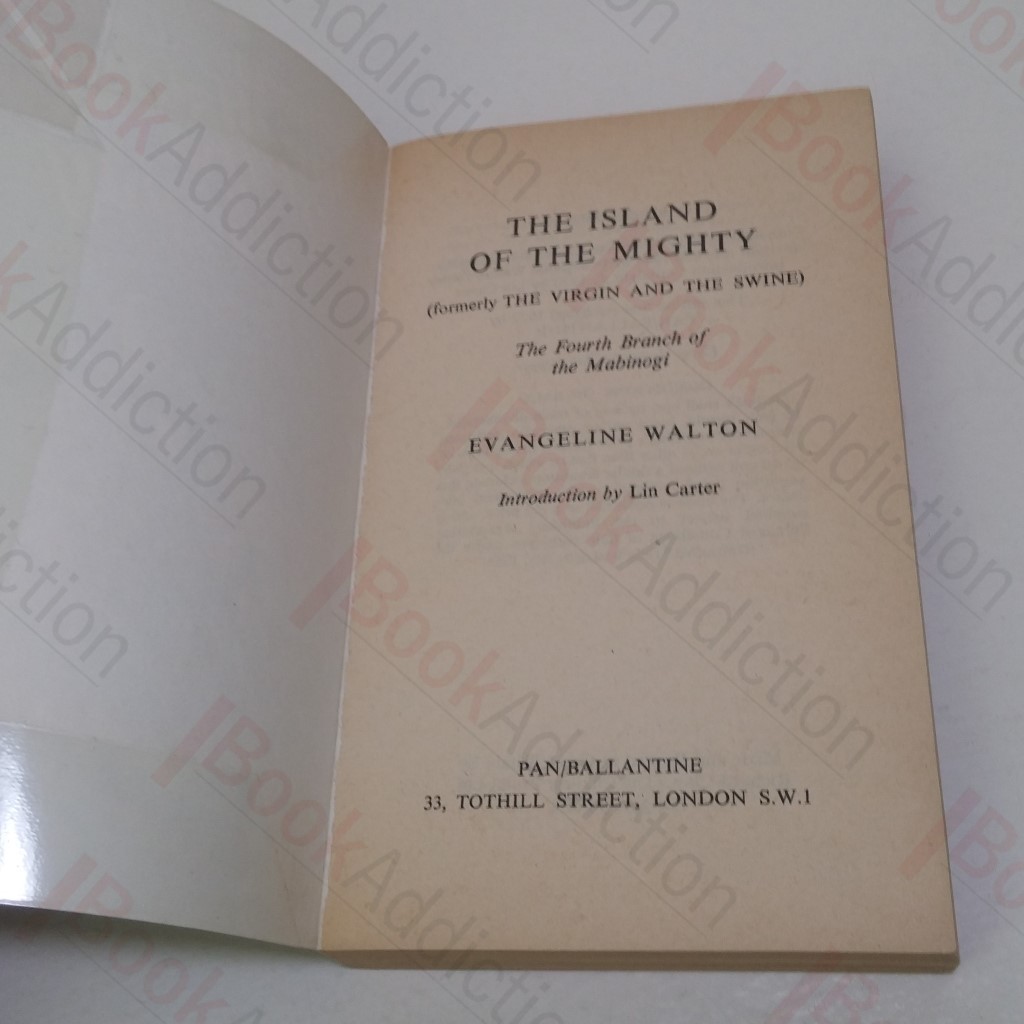 THE ISLAND
OF THE MIGHTY
(formerly THE VIRGIN AND THE SWINE)
The Fourth Branch of
the Mabinogi
EVANGELINE WALTON
Introduction by Lin Carter
PAN/BALLANTINE
33, TOTHILL STREET, LONDON S.W.1
BookAddiction